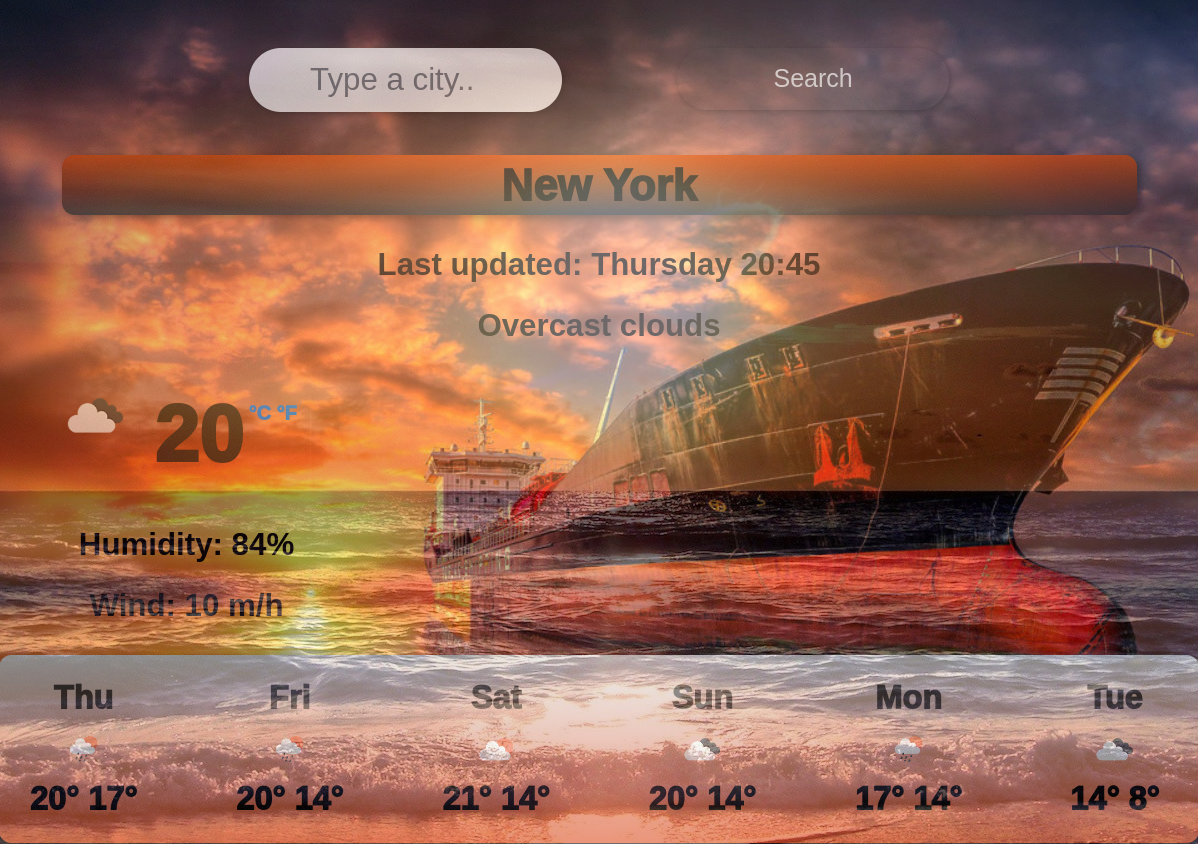 Type a city..
Search
New York
Last updated: Thursday 20:45
Overcast clouds
20 °C °F
Humidity: 84%
Wind: 10 m/h
Thu Fri Sat Sun Mon Tue
20° 17° 20° 14° 21° 14° 20° 14° 17° 14° 14° 8°